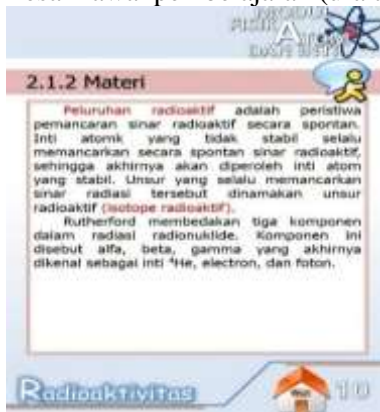 2.1.2 Materi
Peluruhan radioaktif adalah peristiwa
pemancaran sinar radioaktif secara spontan.
Inti atomik yang tidak stabil selalu
memancarkan secara spontan sinar radioaktif,
sehingga akhirnya akan diperoleh inti atom
yang stabil. Unsur yang selalu memancarkan
sinar radiasi tersebut dinamakan unsur
radioaktif (isotope radioaktif).
Rutherford membedakan tiga komponen
dalam radiasi radionuklide. Komponen ini
disebut alfa, beta, gamma yang akhirnya
dikenal sebagai inti ⁴He, electron, dan foton.
Radioaktivitas
10